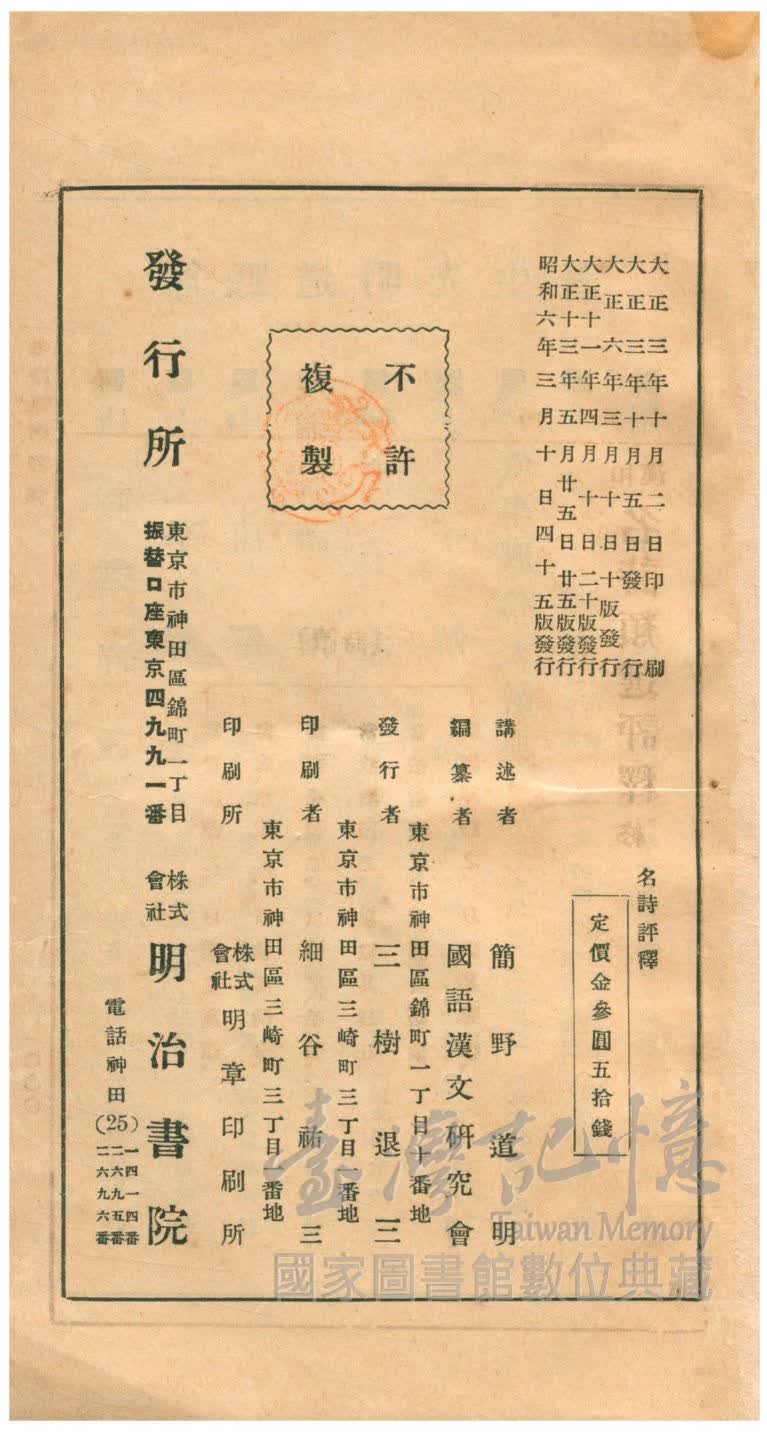 大正三年十月二日印刷
大正三年十月五日發行
大正六年三月十日十版發行
大正十一年四月十日二十版發行
大正十三年五月廿五日廿五版發行
昭和六年三月十日四十五版發行
名詩評釋
定價金參圓五拾錢
不許
複製
講述者 簡野道明
編纂者 國語漢文研究會
東京市神田區錦町一丁目十番地
發行者 三樹退三
東京市神田區三崎町三丁目一番地
印刷者 細谷祐三
東京市神田區三崎町三丁目一番地
印刷所 株式會社 明章印刷所
發行所
東京市神田區錦町一丁目
振替口座東京四九九一番
株式會社 明治書院
電話神田(25)
一四一四番
二六九五番
二六九六番
臺灣記憶
Taiwan Memory
國家圖書館數位典藏